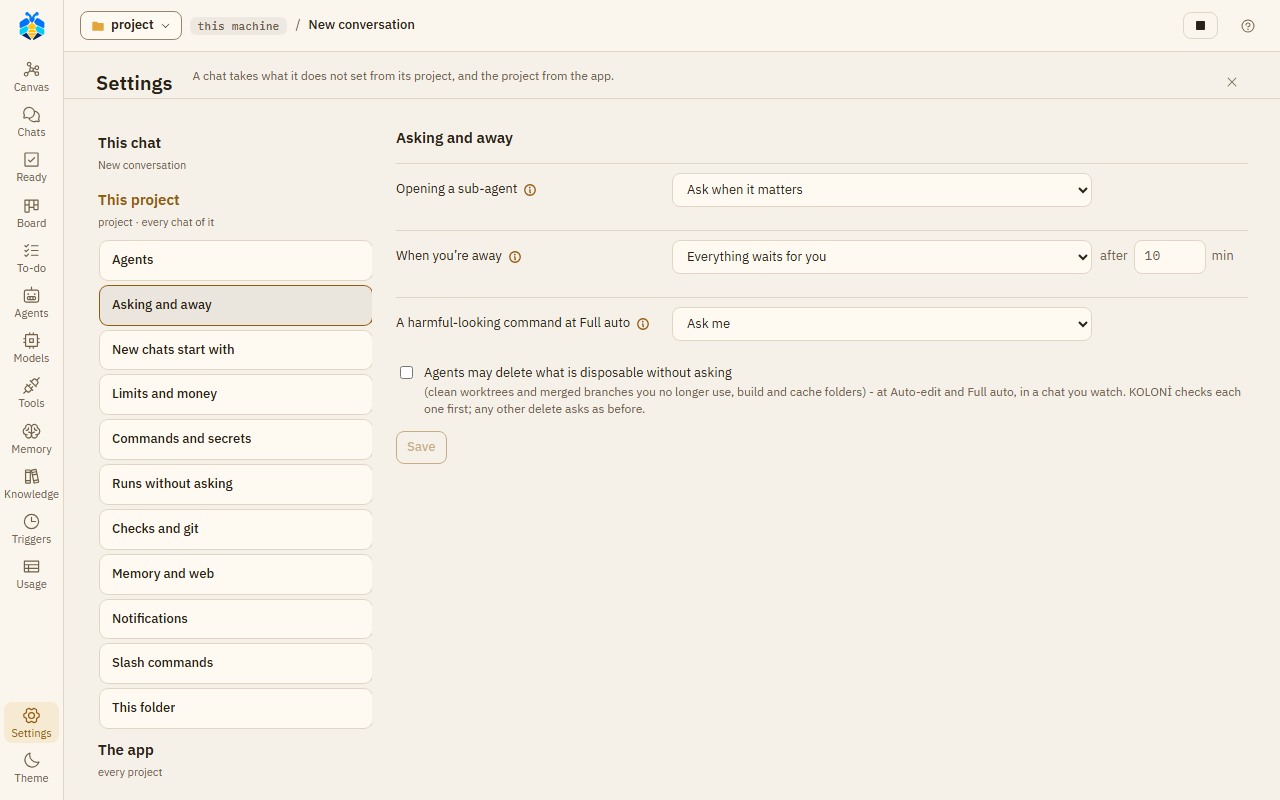 project
this machine / New conversation
Canvas
Chats
Ready
Board
To-do
Agents
Models
Tools
Memory
Knowledge
Triggers
Usage
Settings
Theme
Settings
A chat takes what it does not set from its project, and the project from the app.
This chat
New conversation
This project
project · every chat of it
Agents
Asking and away
New chats start with
Limits and money
Commands and secrets
Runs without asking
Checks and git
Memory and web
Notifications
Slash commands
This folder
The app
every project
Asking and away
Opening a sub-agent
Ask when it matters
When you’re away
Everything waits for you
after 10 min
A harmful-looking command at Full auto
Ask me
Agents may delete what is disposable without asking
(clean worktrees and merged branches you no longer use, build and cache folders) - at Auto-edit and Full auto, in a chat you watch. KOLONİ checks each
one first; any other delete asks as before.
Save